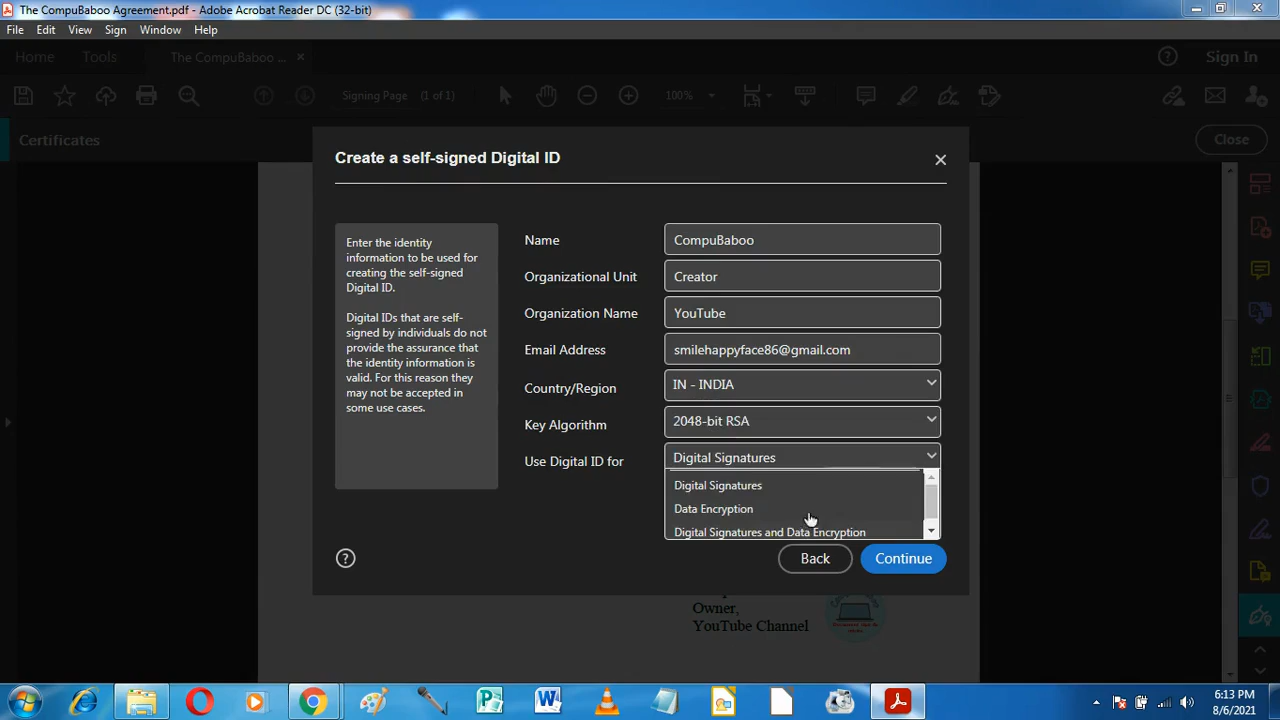 The CompuBaboo Agreement.pdf - Adobe Acrobat Reader DC (32-bit)
File Edit View Sign Window Help
Home Tools The CompuBaboo ... × Sign In
Signing Page (1 of 1) 100%
Certificates Close
Create a self-signed Digital ID
Enter the identity
information to be used for
creating the self-signed
Digital ID.
Digital IDs that are self-
signed by individuals do not
provide the assurance that
the identity information is
valid. For this reason they
may not be accepted in
some use cases.
Name CompuBaboo
Organizational Unit Creator
Organization Name YouTube
Email Address smilehappyface86@gmail.com
Country/Region IN - INDIA
Key Algorithm 2048-bit RSA
Use Digital ID for Digital Signatures
Digital Signatures
Data Encryption
Digital Signatures and Data Encryption
Back Continue
Owner,
YouTube Channel
6:13 PM
8/6/2021